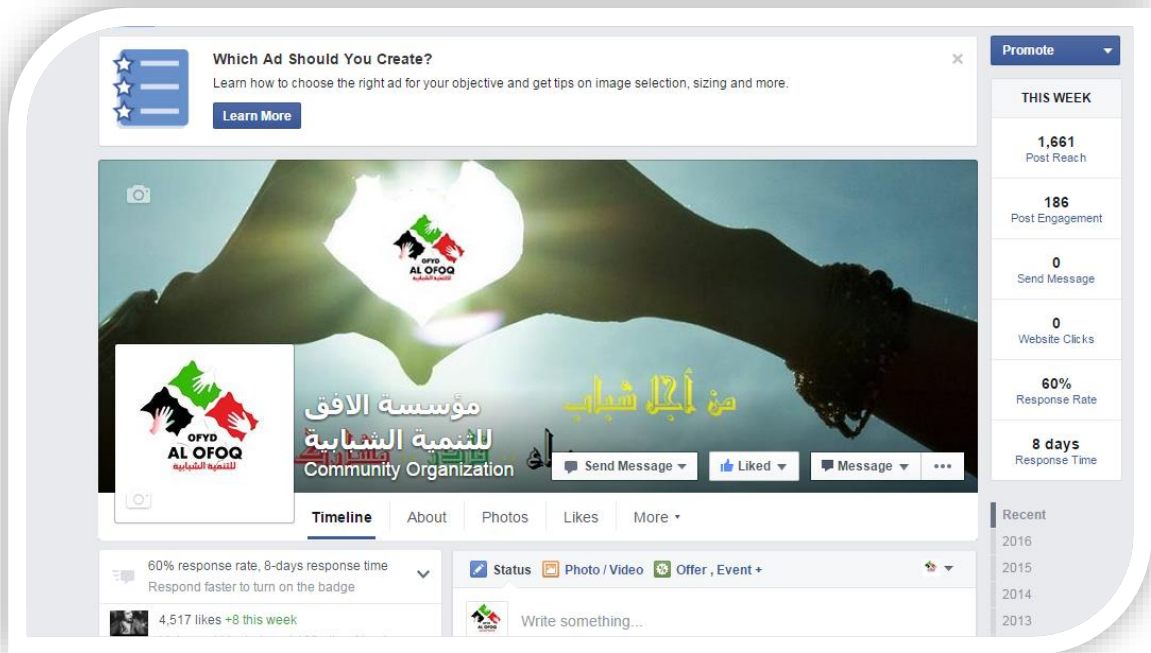 Which Ad Should You Create?
Learn how to choose the right ad for your objective and get tips on image selection, sizing and more.
Learn More
Promote
THIS WEEK
1,661
Post Reach
186
Post Engagement
0
Send Message
0
Website Clicks
60%
Response Rate
8 days
Response Time
Recent
2016
2015
2014
2013
OFYD
AL OFOQ
للتنمية الشبابية
من أجل شباب
OFYD
AL OFOQ
للتنمية الشبابية
مؤسسة الافق
للتنمية الشبابية
Community Organization
Send Message
Liked
Message
Timeline
About
Photos
Likes
More
60% response rate, 8-days response time
Respond faster to turn on the badge
4,517 likes +8 this week
Status
Photo / Video
Offer , Event +
Write something...